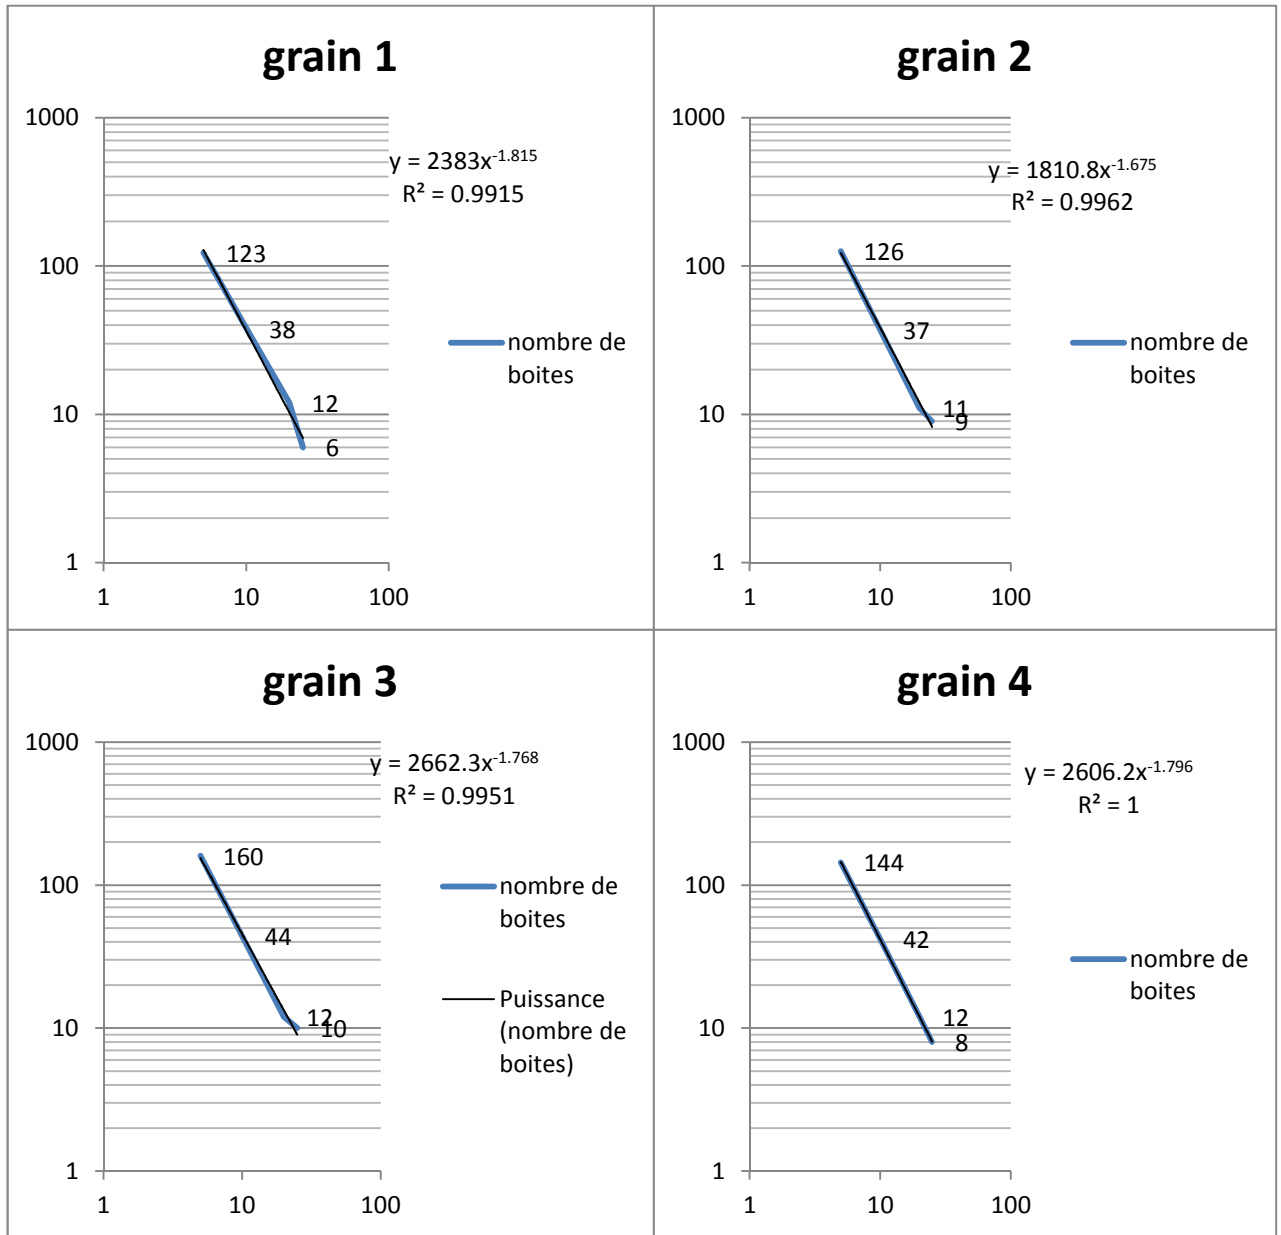 grain 1
1000
100
10
1
1
10
100
y = 2383x^-1.815
R² = 0.9915
123
38
12
6
nombre de
boites
grain 2
1000
100
10
1
1
10
100
y = 1810.8x^-1.675
R² = 0.9962
126
37
11
9
nombre de
boites
grain 3
1000
100
10
1
1
10
100
y = 2662.3x^-1.768
R² = 0.9951
160
44
12
10
nombre de
boites
Puissance
(nombre de
boites)
grain 4
1000
100
10
1
1
10
100
y = 2606.2x^-1.796
R² = 1
144
42
12
8
nombre de
boites